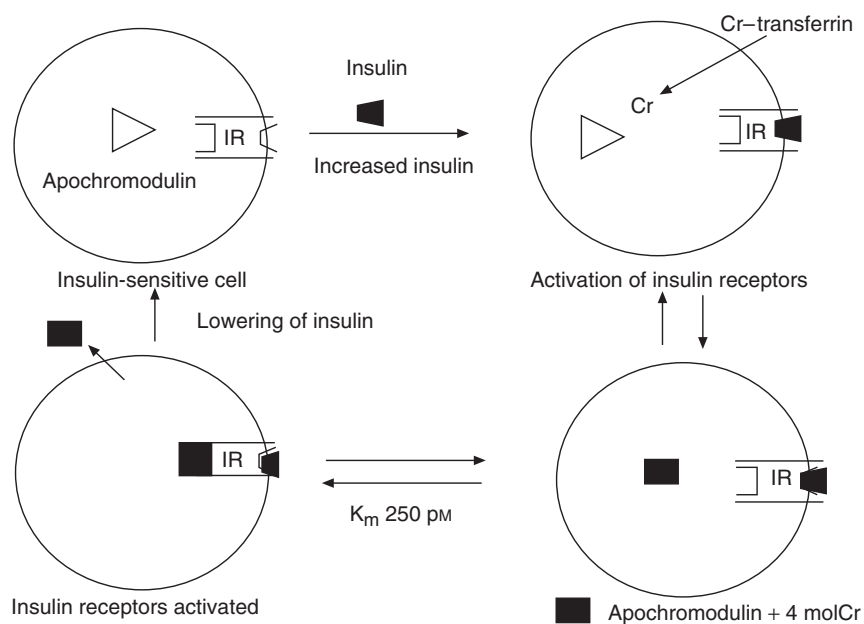 Cr–transferrin
Insulin
Cr
IR
IR
Apochromodulin
Increased insulin
Insulin-sensitive cell
Activation of insulin receptors
Lowering of insulin
IR
IR
Km 250 pM
Insulin receptors activated
Apochromodulin + 4 molCr